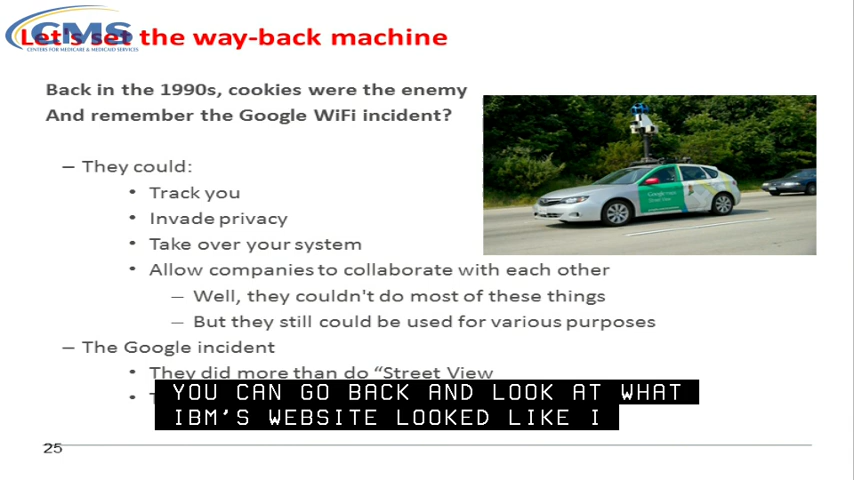 CMS
CENTERS FOR MEDICARE & MEDICAID SERVICES
Let's set the way-back machine
Back in the 1990s, cookies were the enemy
And remember the Google WiFi incident?
– They could:
• Track you
• Invade privacy
• Take over your system
• Allow companies to collaborate with each other
– Well, they couldn't do most of these things
– But they still could be used for various purposes
– The Google incident
• They did more than do “Street View
YOU CAN GO BACK AND LOOK AT WHAT
IBM'S WEBSITE LOOKED LIKE I
25